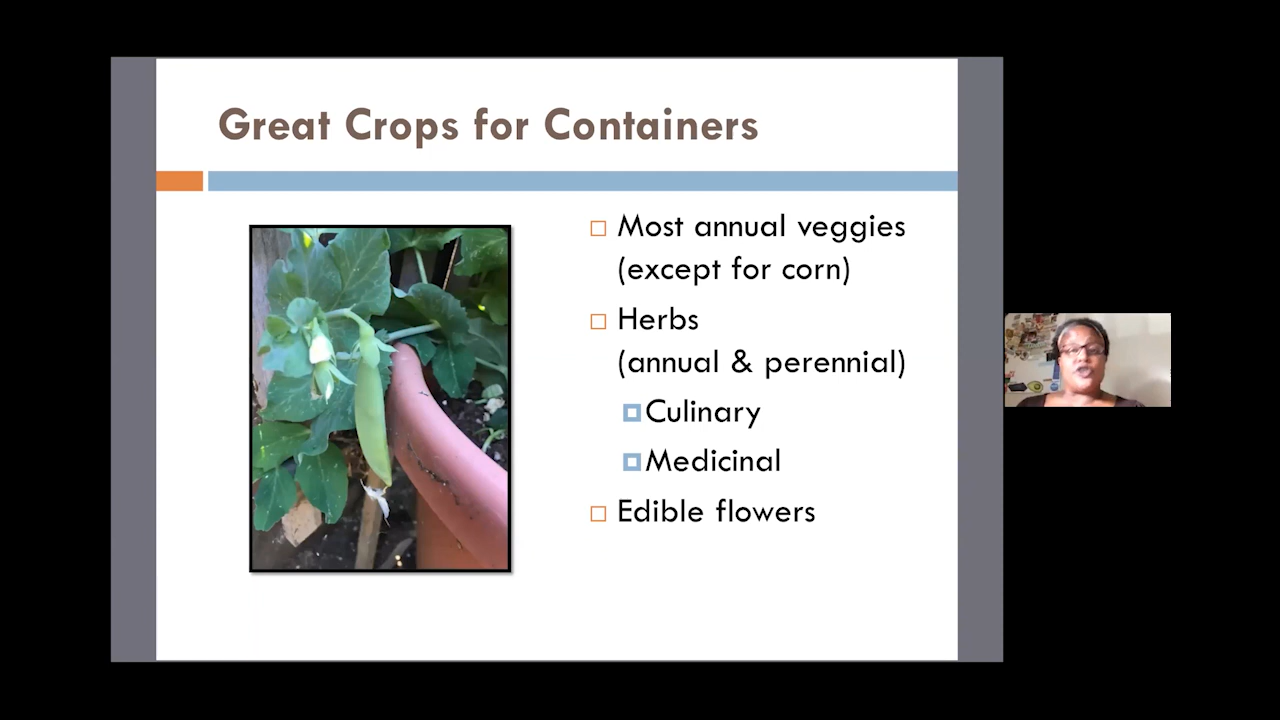 Great Crops for Containers
Most annual veggies
(except for corn)
Herbs
(annual & perennial)
Culinary
Medicinal
Edible flowers